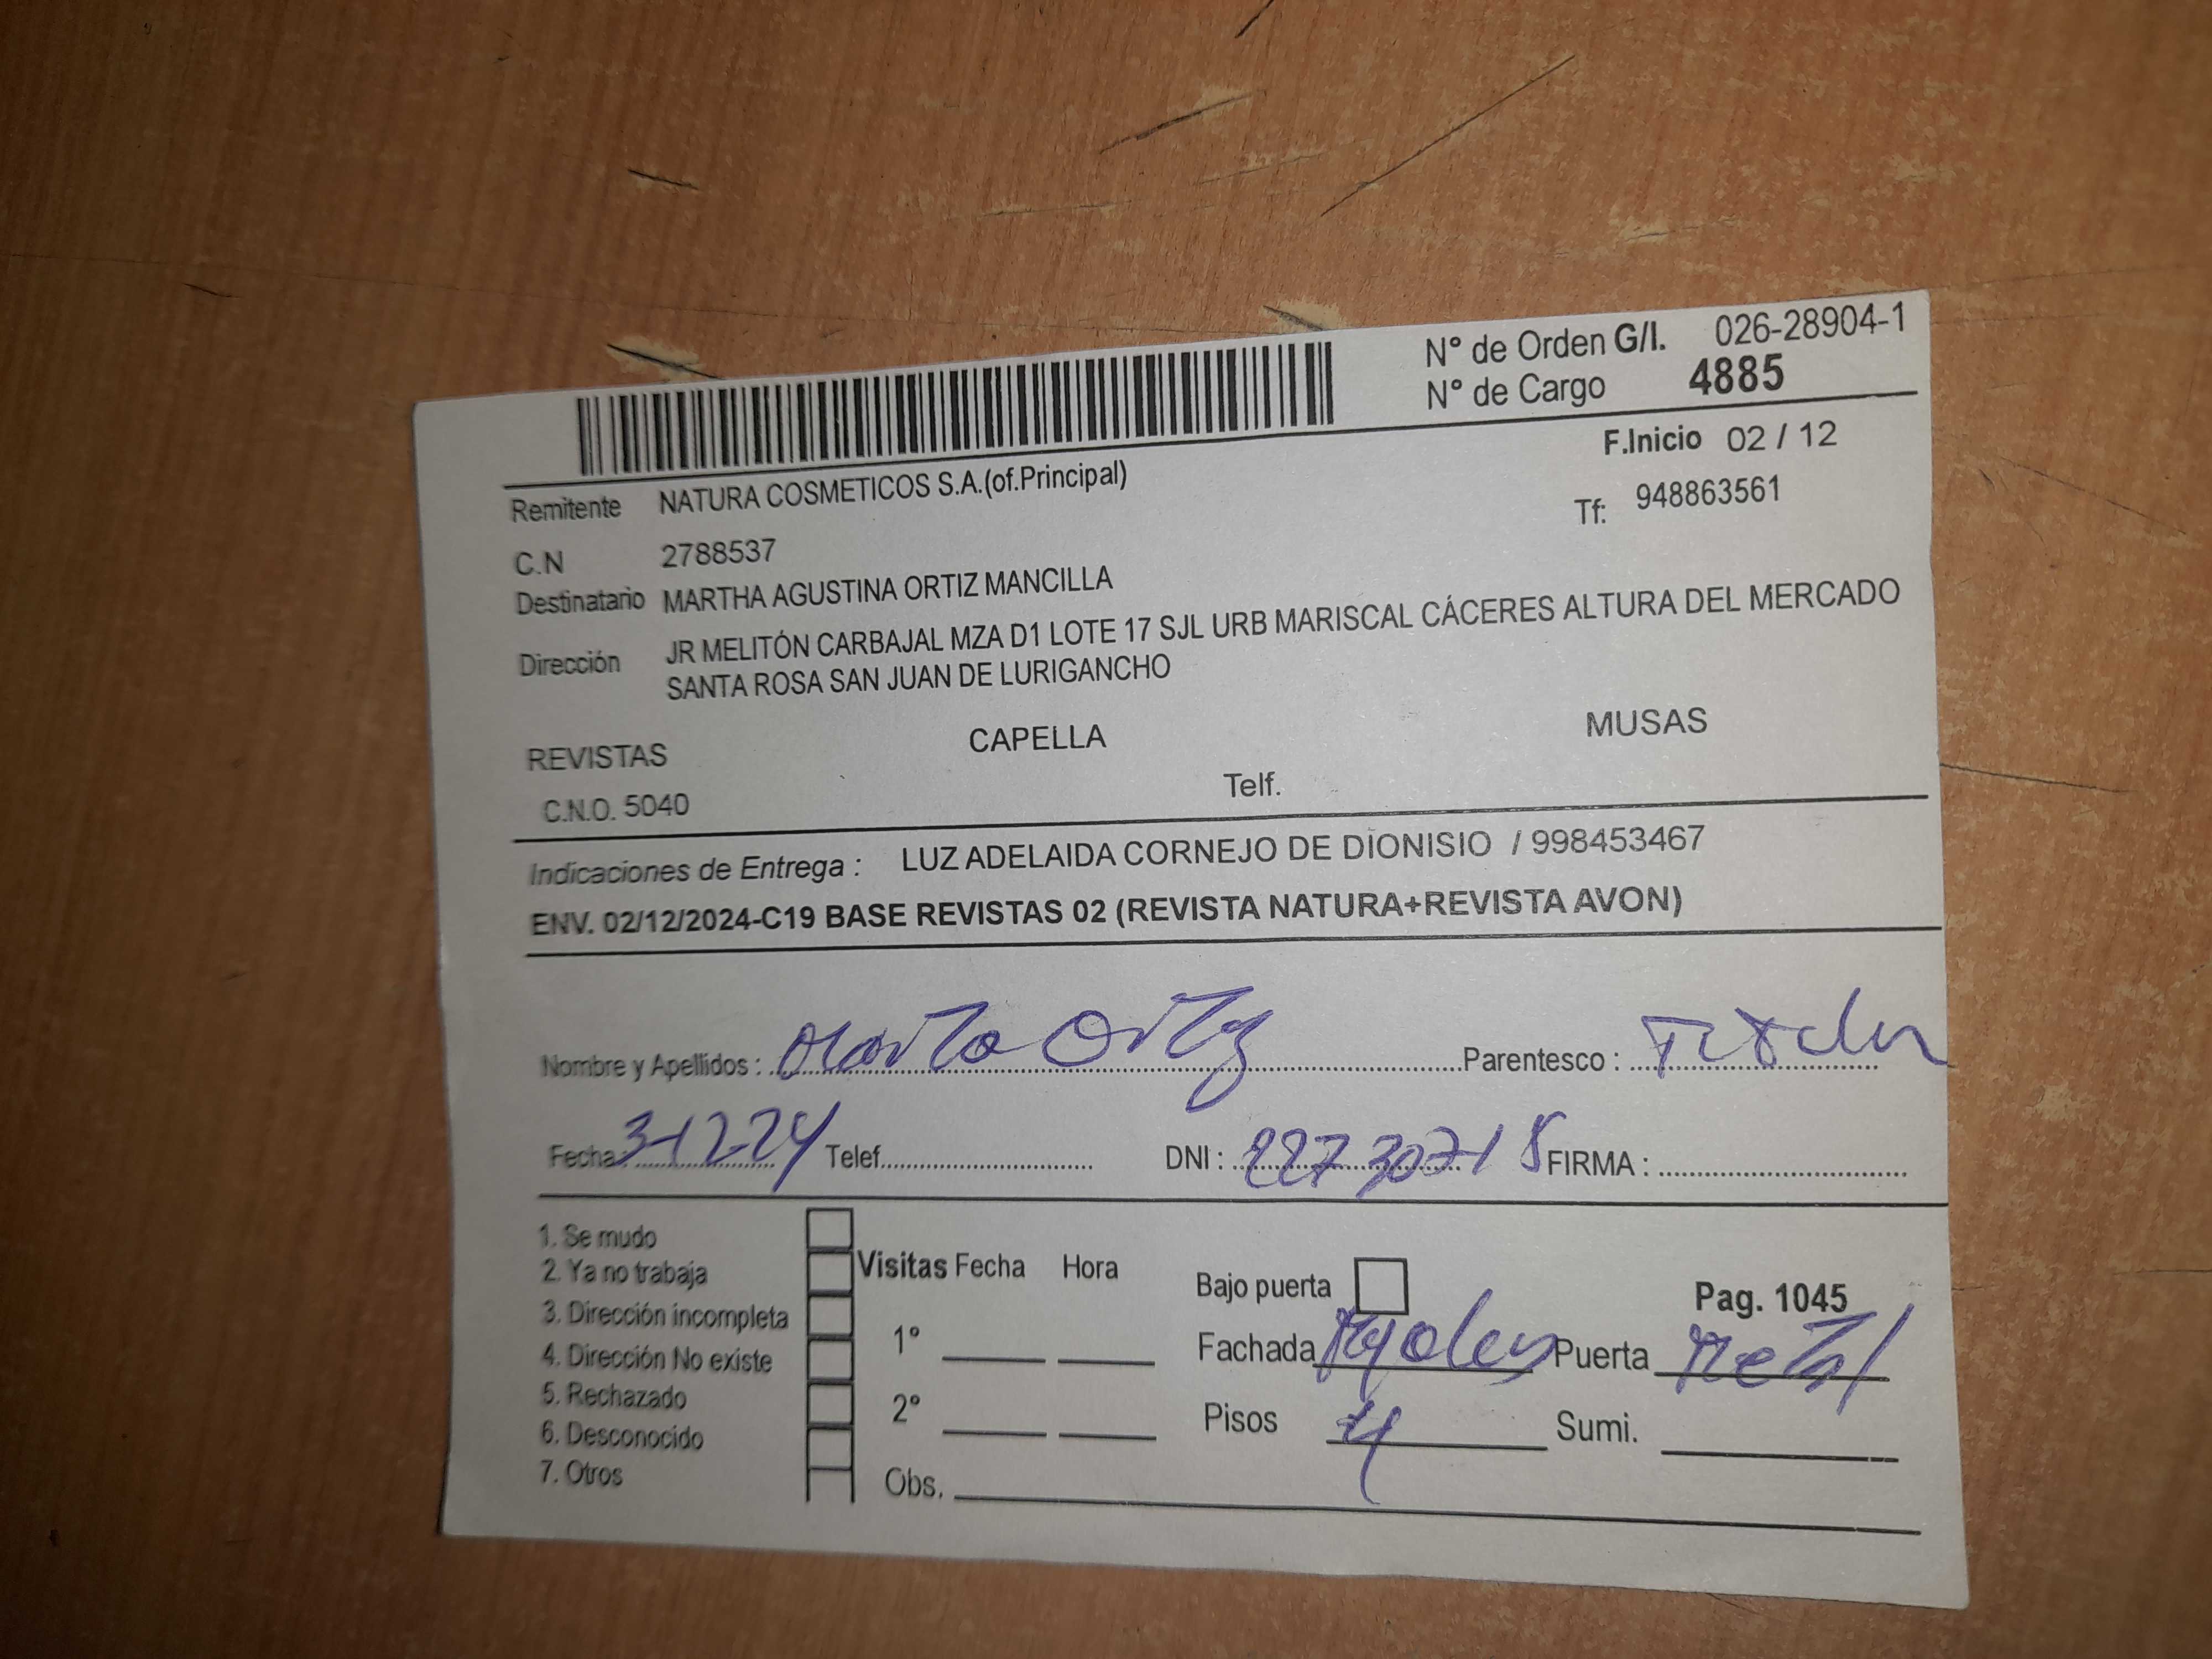 N° de Orden G/I. 026-28904-1
N° de Cargo 4885
F.Inicio 02 / 12
Remitente NATURA COSMETICOS S.A.(of.Principal)
Tf: 948863561
C.N 2788537
Destinatario MARTHA AGUSTINA ORTIZ MANCILLA
Dirección JR MELITÓN CARBAJAL MZA D1 LOTE 17 SJL URB MARISCAL CÁCERES ALTURA DEL MERCADO
SANTA ROSA SAN JUAN DE LURIGANCHO
REVISTAS CAPELLA MUSAS
C.N.O. 5040 Telf.
Indicaciones de Entrega : LUZ ADELAIDA CORNEJO DE DIONISIO / 998453467
ENV. 02/12/2024-C19 BASE REVISTAS 02 (REVISTA NATURA+REVISTA AVON)
Nombre y Apellidos : Marta Ortiz Parentesco :
Fecha: 3-12-24 Telef. DNI : FIRMA :
1. Se mudo
2. Ya no trabaja
3. Dirección incompleta
4. Dirección No existe
5. Rechazado
6. Desconocido
7. Otros
Visitas Fecha Hora
1°
2°
Obs.
Bajo puerta Pag. 1045
Fachada Puerta Metal
Pisos 4 Sumi.